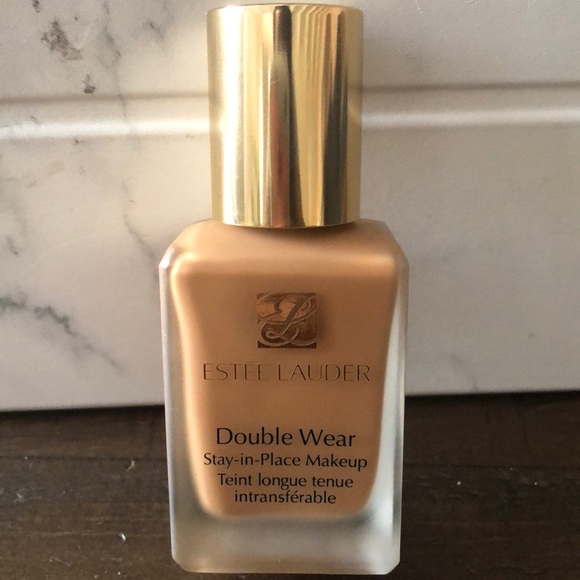 ESTEE LAUDER
Double Wear
Stay-in-Place Makeup
Teint longue tenue
intransférable